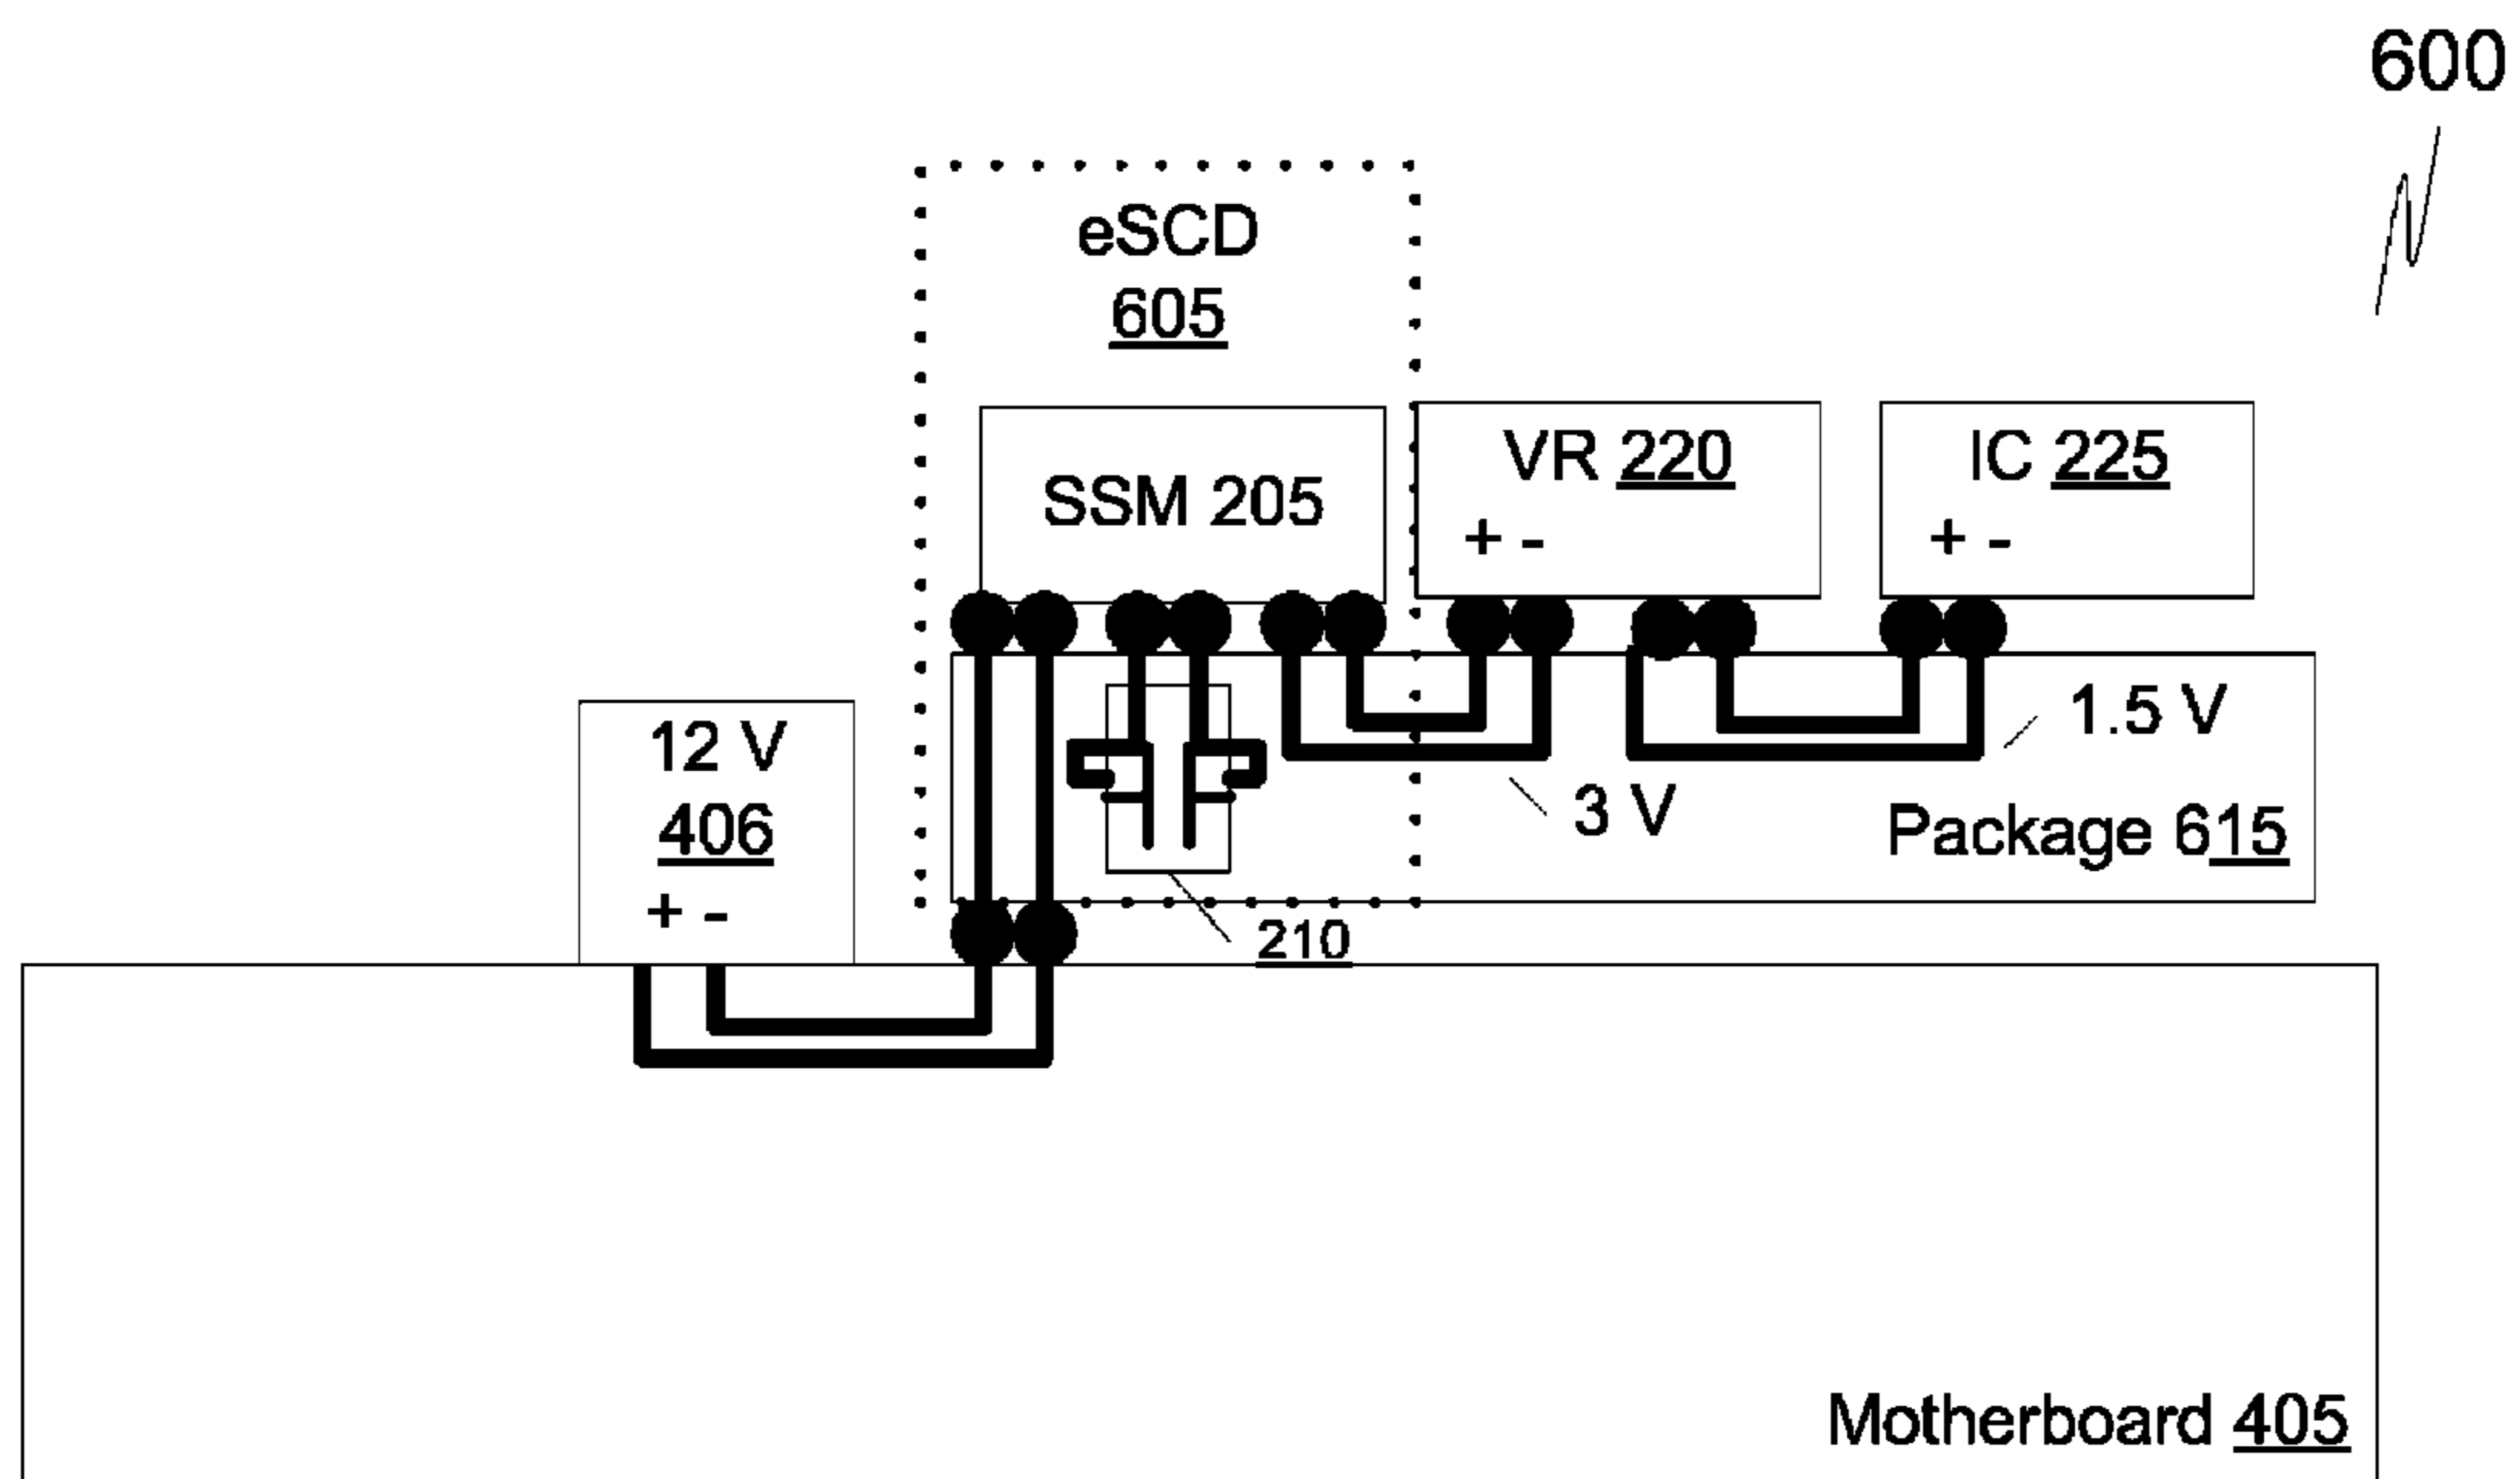 600
eSCD
605
SSM 205
VR 220
+ -
IC 225
+ -
12 V
406
+ -
1.5 V
3 V
Package 615
210
Motherboard 405